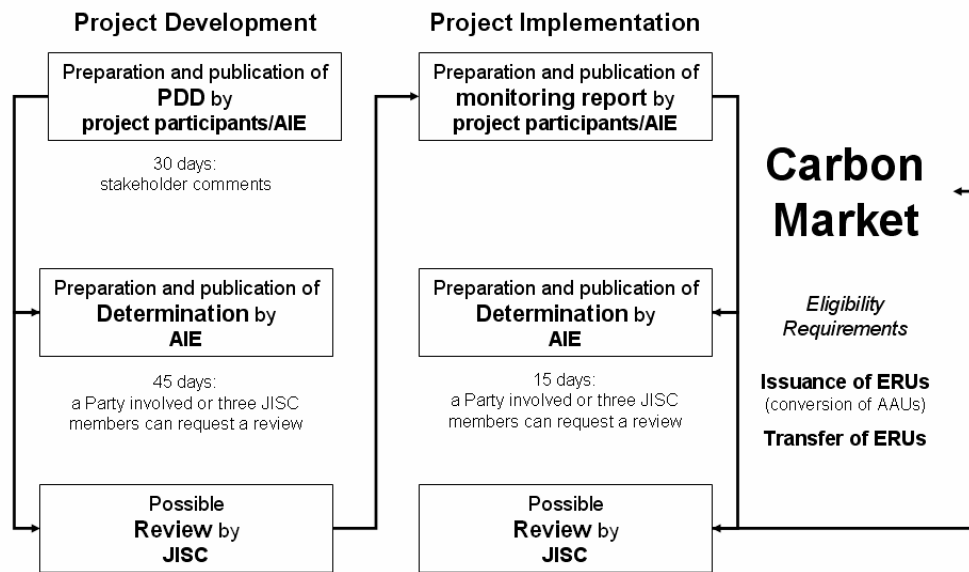 Project Development
Preparation and publication of
PDD by
project participants/AIE
30 days:
stakeholder comments
Preparation and publication of
Determination by
AIE
45 days:
a Party involved or three JISC
members can request a review
Possible
Review by
JISC
Project Implementation
Preparation and publication of
monitoring report by
project participants/AIE
Preparation and publication of
Determination by
AIE
15 days:
a Party involved or three JISC
members can request a review
Possible
Review by
JISC
Carbon
Market
Eligibility
Requirements
Issuance of ERUs
(conversion of AAUs)
Transfer of ERUs